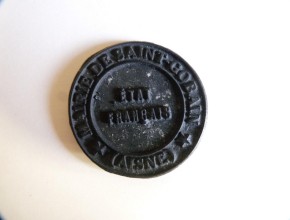 MAIRIE DE SAINT-GOBAIN
ETAT
FRANÇAIS
(AISNE)